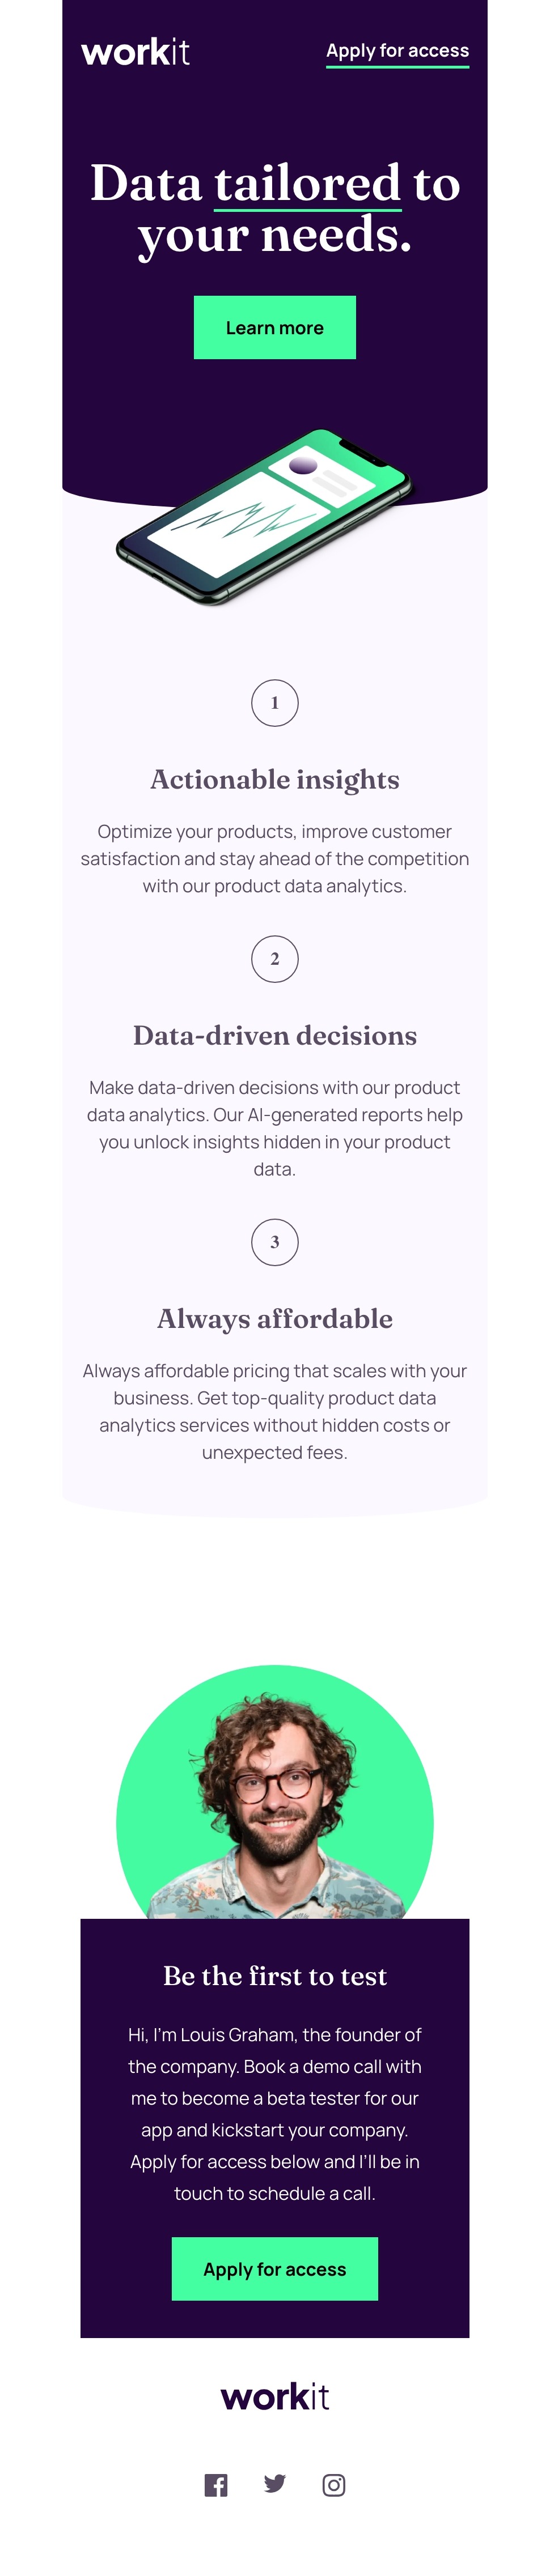 workit
Apply for access
Data tailored to
your needs.
Learn more
1
Actionable insights
Optimize your products, improve customer
satisfaction and stay ahead of the competition
with our product data analytics.
2
Data-driven decisions
Make data-driven decisions with our product
data analytics. Our AI-generated reports help
you unlock insights hidden in your product
data.
3
Always affordable
Always affordable pricing that scales with your
business. Get top-quality product data
analytics services without hidden costs or
unexpected fees.
Be the first to test
Hi, I'm Louis Graham, the founder of
the company. Book a demo call with
me to become a beta tester for our
app and kickstart your company.
Apply for access below and I’ll be in
touch to schedule a call.
Apply for access
workit